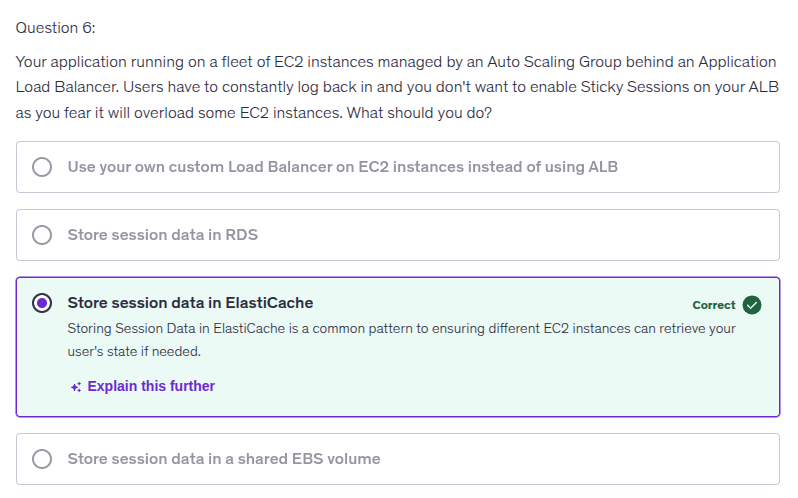 Question 6:
Your application running on a fleet of EC2 instances managed by an Auto Scaling Group behind an Application
Load Balancer. Users have to constantly log back in and you don't want to enable Sticky Sessions on your ALB
as you fear it will overload some EC2 instances. What should you do?
Use your own custom Load Balancer on EC2 instances instead of using ALB
Store session data in RDS
Store session data in ElastiCache
Correct
Storing Session Data in ElastiCache is a common pattern to ensuring different EC2 instances can retrieve your
user's state if needed.
Explain this further
Store session data in a shared EBS volume